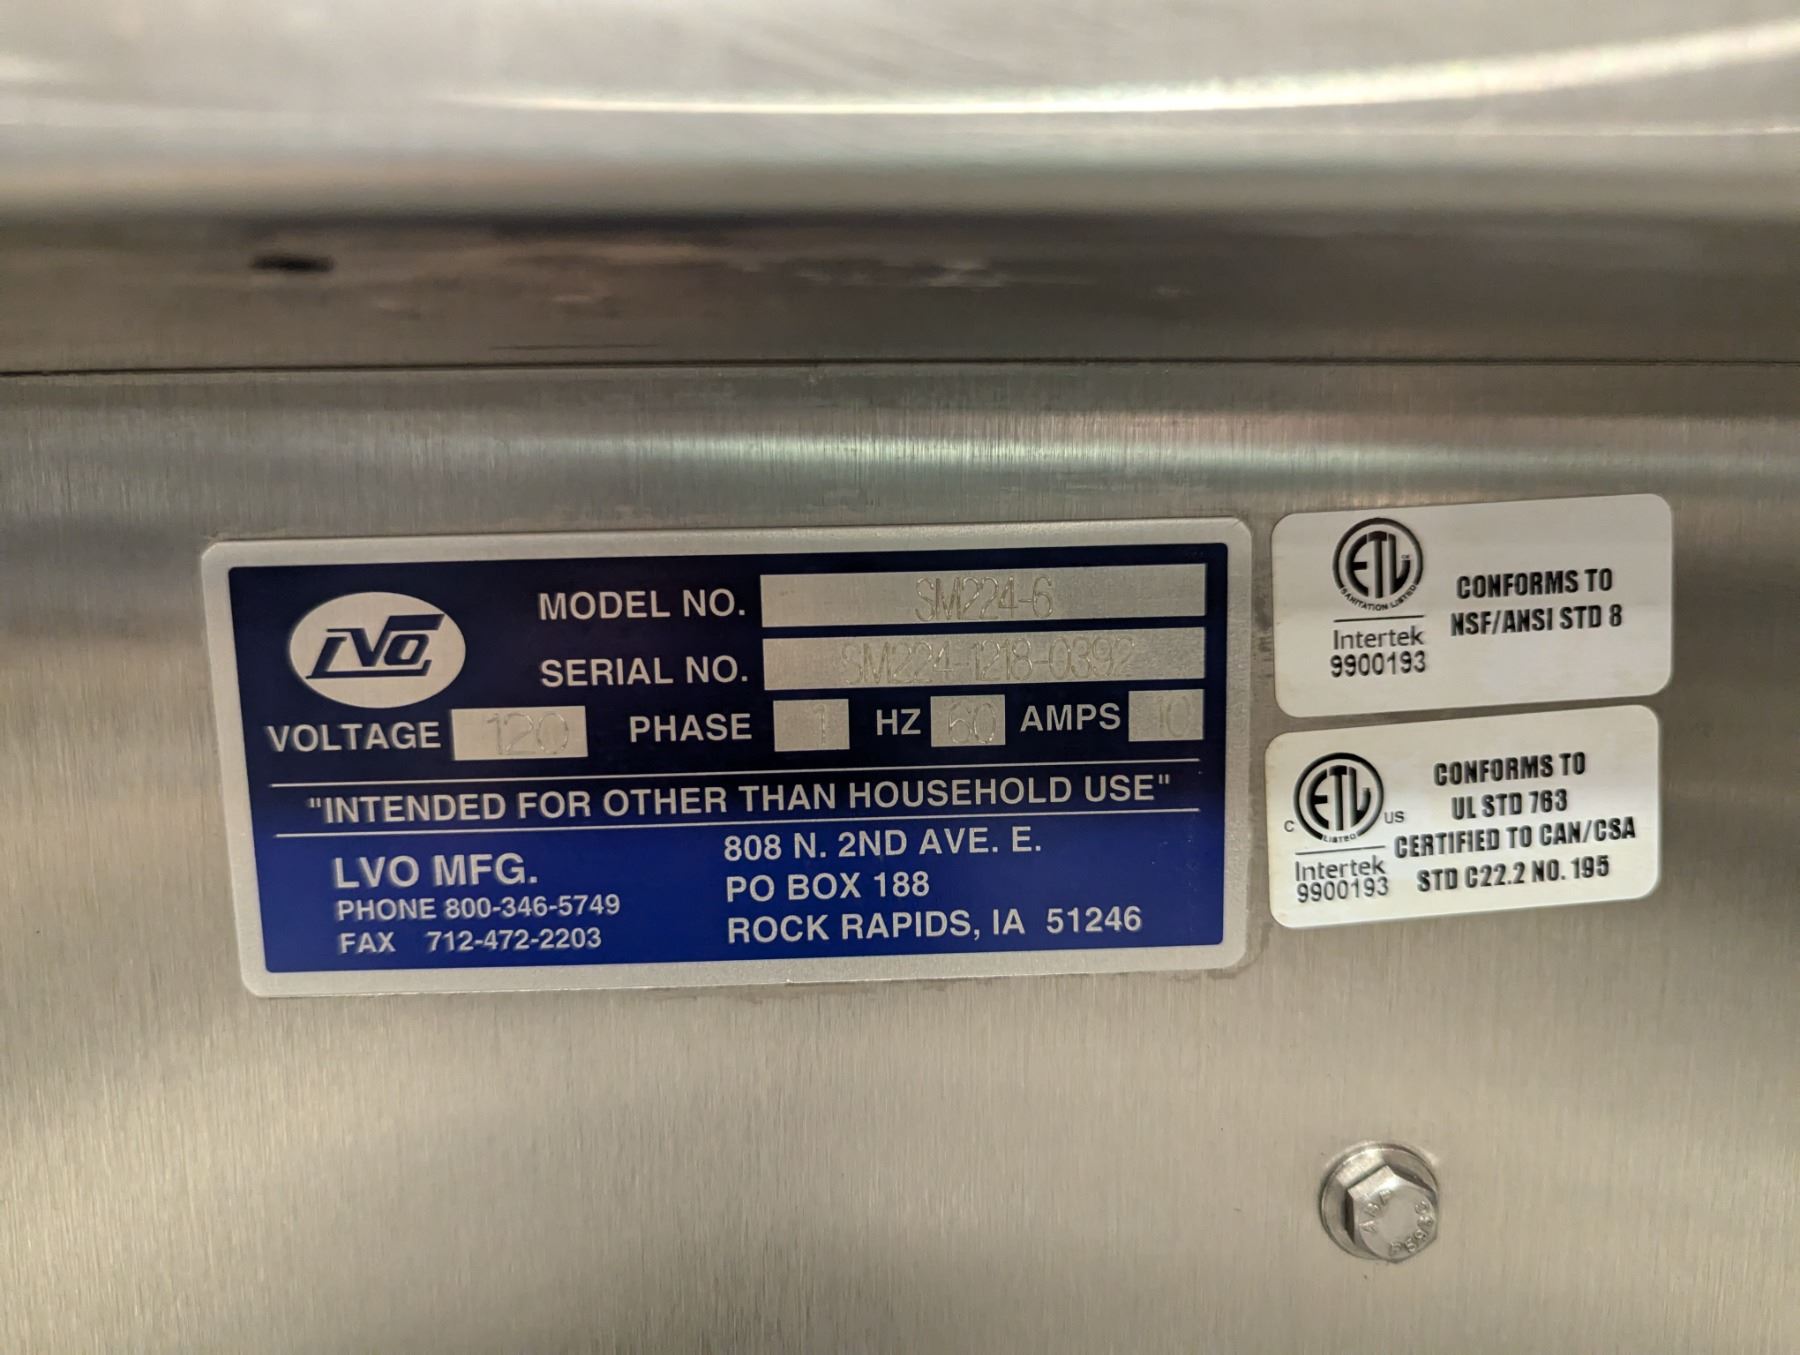 LVO
MODEL NO. SM224-6
SERIAL NO. SM224-1218-0392
VOLTAGE 120 PHASE 1 HZ 60 AMPS 10
"INTENDED FOR OTHER THAN HOUSEHOLD USE"
LVO MFG.
PHONE 800-346-5749
FAX 712-472-2203
808 N. 2ND AVE. E.
PO BOX 188
ROCK RAPIDS, IA 51246
ETL
SANITATION LISTED
Intertek
9900193
CONFORMS TO
NSF/ANSI STD 8
C ETL US
LISTED
Intertek
9900193
CONFORMS TO
UL STD 763
CERTIFIED TO CAN/CSA
STD C22.2 NO. 195